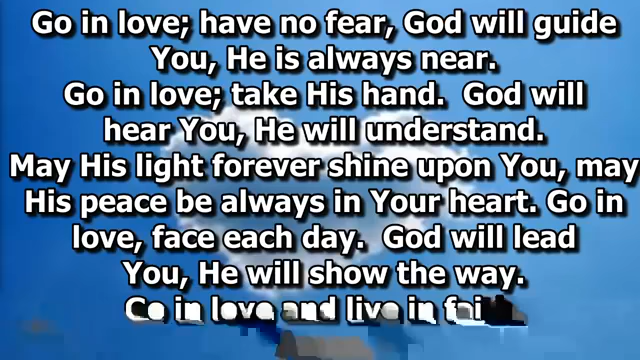 Go in love; have no fear, God will guide
You, He is always near.
Go in love; take His hand.  God will
hear You, He will understand.
May His light forever shine upon You, may
His peace be always in Your heart. Go in
love, face each day.  God will lead
You, He will show the way.
Go in love and live in